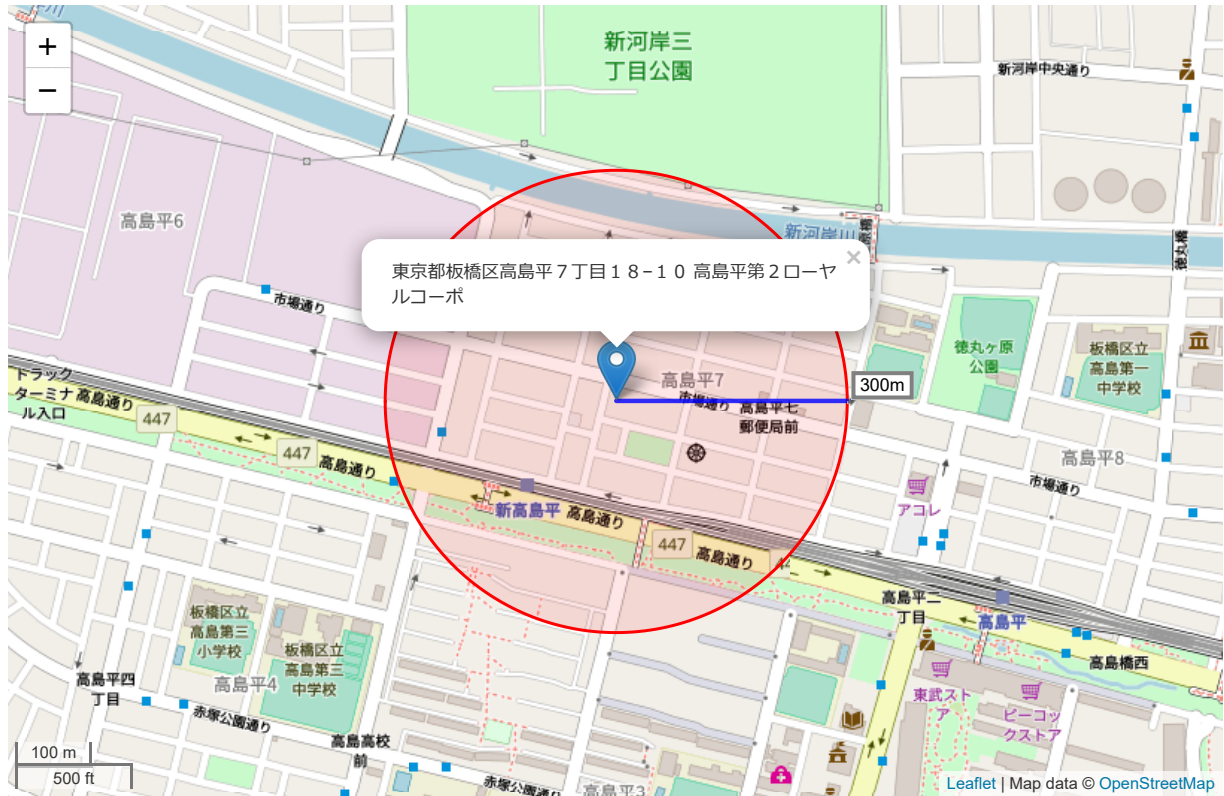 +
−
新河岸三
丁目公園
新河岸中央通り
高島平6
新河岸川
徳丸橋
東京都板橋区高島平７丁目１８−１０ 高島平第２ローヤ
ルコーポ
×
市場通り
徳丸ヶ原
公園
板橋区立
高島第一
中学校
トラック
ターミナ
ル入口
高島通り
447
高島平7
300m
市場通り
高島平七
郵便局前
447
高島通り
高島平8
市場通り
アコレ
新高島平
高島通り
447
高島通り
高島平二
丁目
高島平
高島橋西
板橋区立
高島第三
小学校
板橋区立
高島第三
中学校
高島平4
高島平四
丁目
赤塚公園通り
高島高校
前
東武スト
ア
ピーコッ
クストア
赤塚公園通り
高島平3
100 m
500 ft
Leaflet | Map data © OpenStreetMap